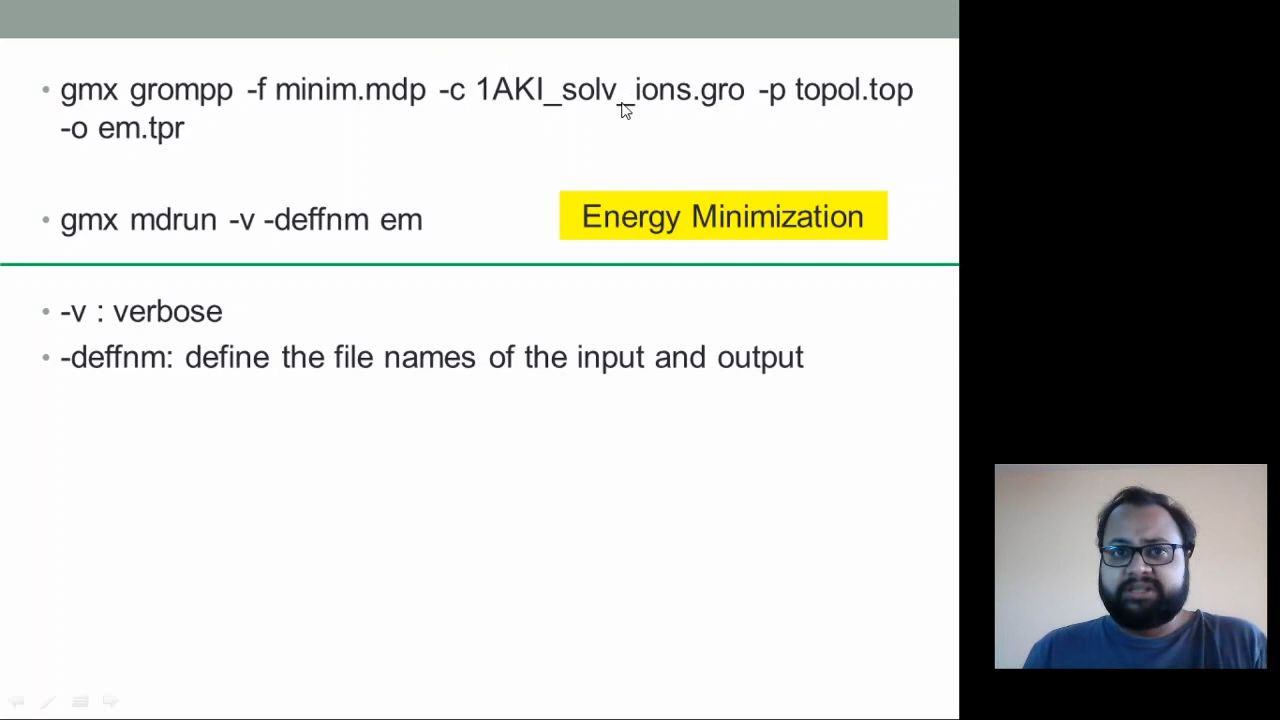 gmx grompp -f minim.mdp -c 1AKI_solv_ions.gro -p topol.top
-o em.tpr
gmx mdrun -v -deffnm em
Energy Minimization
-v : verbose
-deffnm: define the file names of the input and output